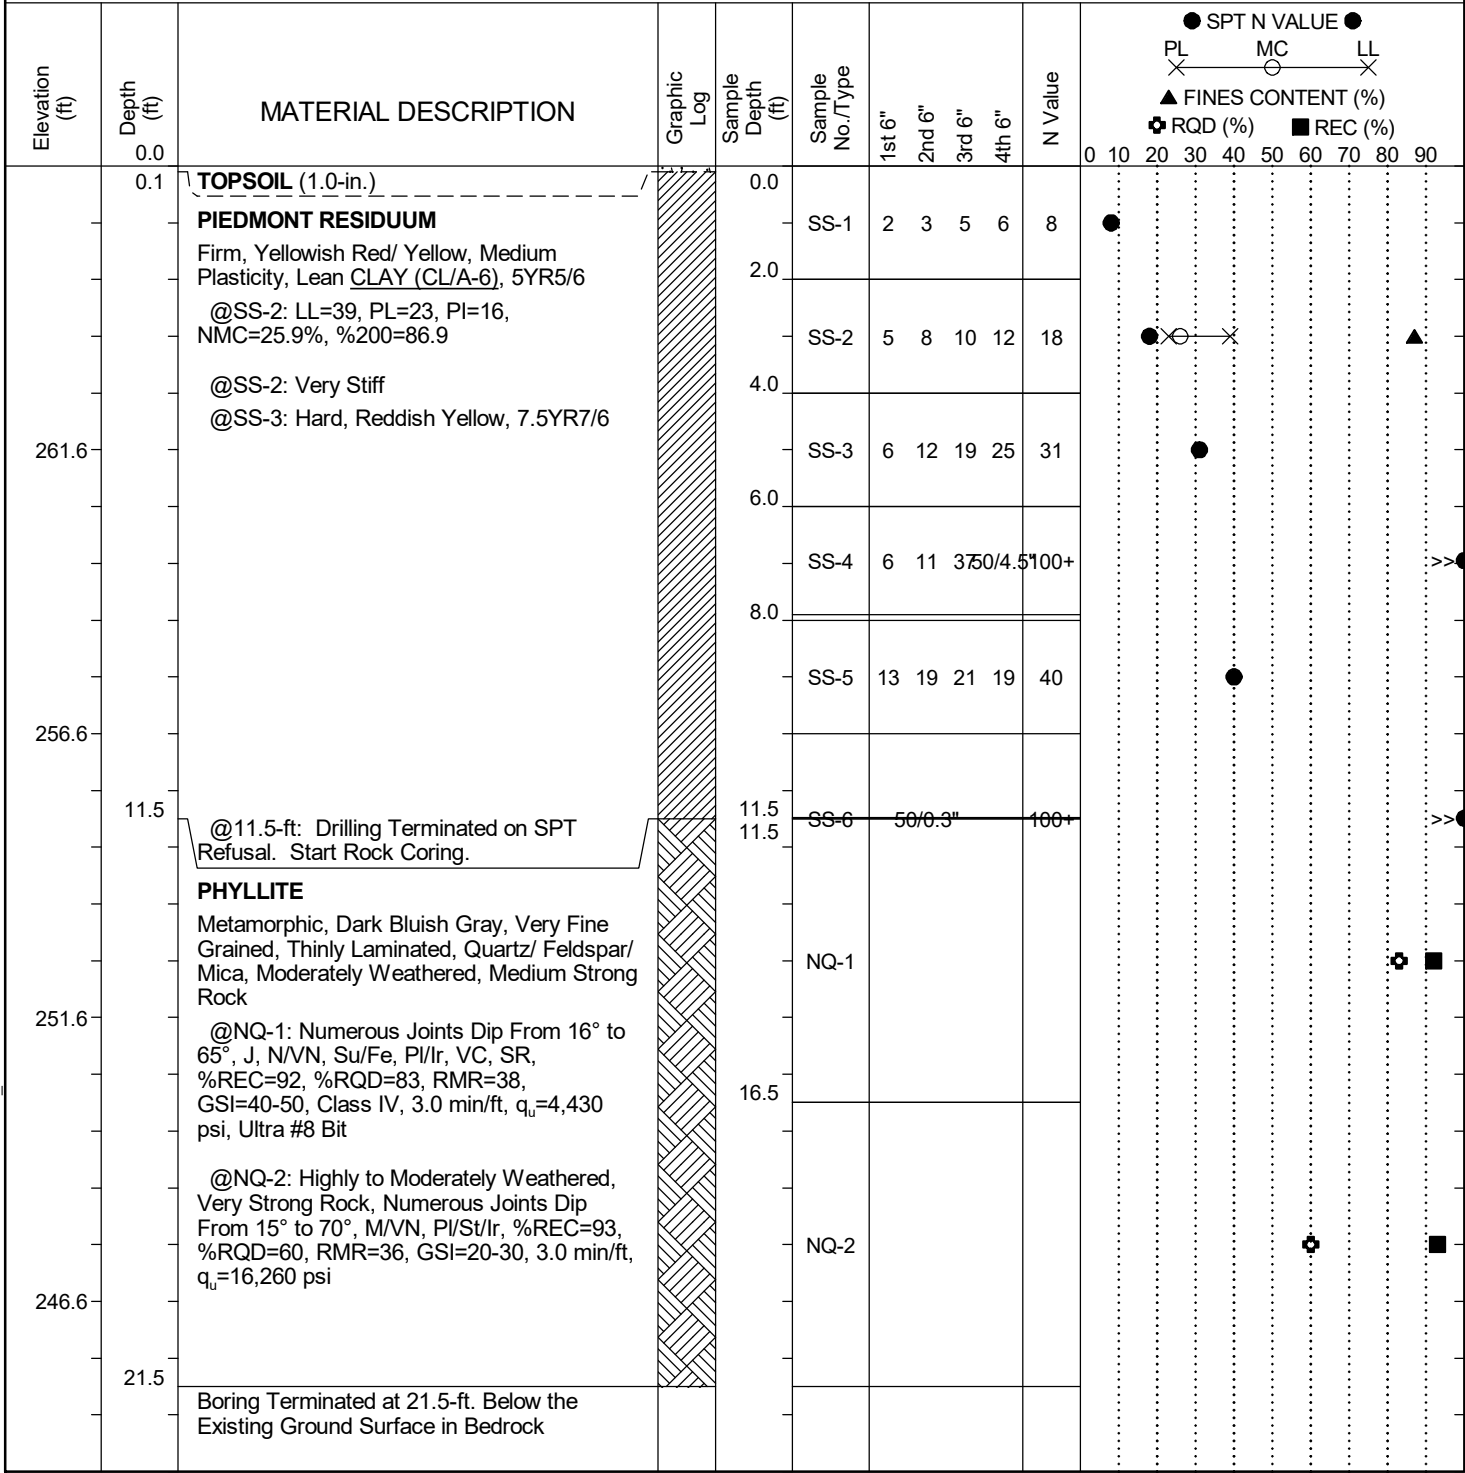 Elevation (ft)
Depth (ft)
0.0
MATERIAL DESCRIPTION
Graphic Log
Sample Depth (ft)
Sample No./Type
1st 6"
2nd 6"
3rd 6"
4th 6"
N Value
● SPT N VALUE ●
PL MC LL
▲ FINES CONTENT (%)
RQD (%) ■ REC (%)
0 10 20 30 40 50 60 70 80 90
0.1 TOPSOIL (1.0-in.) 0.0
PIEDMONT RESIDUUM
SS-1 2 3 5 6 8
Firm, Yellowish Red/ Yellow, Medium
Plasticity, Lean CLAY (CL/A-6), 5YR5/6
2.0
@SS-2: LL=39, PL=23, PI=16,
NMC=25.9%, %200=86.9
SS-2 5 8 10 12 18
@SS-2: Very Stiff
4.0
@SS-3: Hard, Reddish Yellow, 7.5YR7/6
261.6
SS-3 6 12 19 25 31
6.0
SS-4 6 11 37 50/4.5" 100+ >>
8.0
SS-5 13 19 21 19 40
256.6
11.5
11.5
@11.5-ft: Drilling Terminated on SPT
Refusal. Start Rock Coring.
SS-6 50/0.3" 100+ >>
11.5
PHYLLITE
Metamorphic, Dark Bluish Gray, Very Fine
Grained, Thinly Laminated, Quartz/ Feldspar/
Mica, Moderately Weathered, Medium Strong
Rock
NQ-1
251.6
@NQ-1: Numerous Joints Dip From 16° to
65°, J, N/VN, Su/Fe, Pl/Ir, VC, SR,
%REC=92, %RQD=83, RMR=38,
GSI=40-50, Class IV, 3.0 min/ft, qu=4,430
psi, Ultra #8 Bit
16.5
@NQ-2: Highly to Moderately Weathered,
Very Strong Rock, Numerous Joints Dip
From 15° to 70°, M/VN, Pl/St/Ir, %REC=93,
%RQD=60, RMR=36, GSI=20-30, 3.0 min/ft,
qu=16,260 psi
NQ-2
246.6
21.5
Boring Terminated at 21.5-ft. Below the
Existing Ground Surface in Bedrock